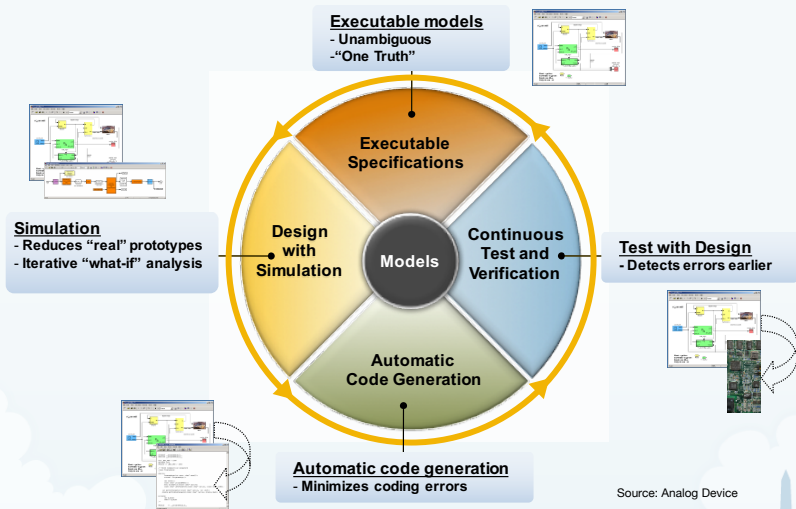 Executable models
- Unambiguous
-“One Truth”
Executable
Specifications
Simulation
- Reduces “real” prototypes
- Iterative “what-if” analysis
Design
with
Simulation
Models
Continuous
Test and
Verification
Test with Design
- Detects errors earlier
Automatic
Code Generation
Automatic code generation
- Minimizes coding errors
Source: Analog Device